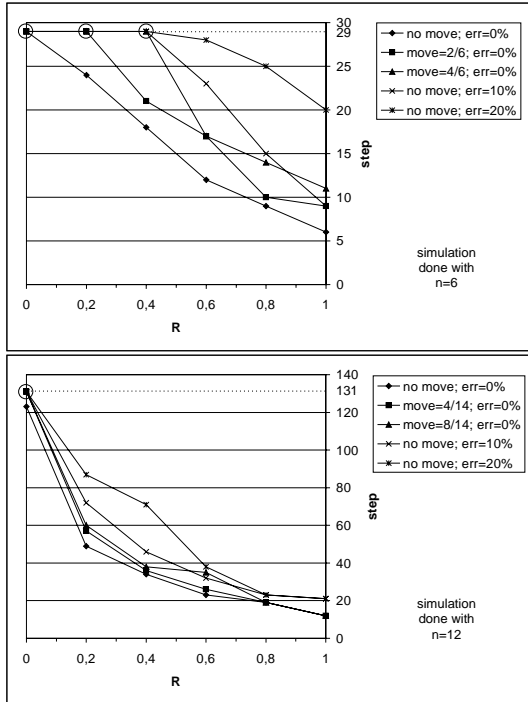 30
29
25
20
15
10
5
0
step
0
0,2
0,4
0,6
0,8
1
R
no move; err=0%
move=2/6; err=0%
move=4/6; err=0%
no move; err=10%
no move; err=20%
simulation
done with
n=6
140
131
120
100
80
60
40
20
0
step
0
0,2
0,4
0,6
0,8
1
R
no move; err=0%
move=4/14; err=0%
move=8/14; err=0%
no move; err=10%
no move; err=20%
simulation
done with
n=12